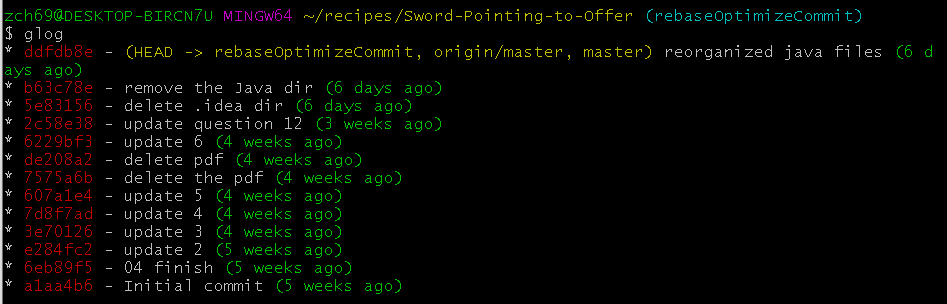 zch69@DESKTOP-BIRCN7U MINGW64 ~/recipes/Sword-Pointing-to-Offer (rebaseOptimizeCommit)
$ glog
* ddfdb8e - (HEAD -> rebaseOptimizeCommit, origin/master, master) reorganized java files (6 d
ays ago)
* b63c78e - remove the Java dir (6 days ago)
* 5e83156 - delete .idea dir (6 days ago)
* 2c58e38 - update question 12 (3 weeks ago)
* 6229bf3 - update 6 (4 weeks ago)
* de208a2 - delete pdf (4 weeks ago)
* 7575a6b - delete the pdf (4 weeks ago)
* 607a1e4 - update 5 (4 weeks ago)
* 7d8f7ad - update 4 (4 weeks ago)
* 3e70126 - update 3 (4 weeks ago)
* e284fc2 - update 2 (5 weeks ago)
* 6eb89f5 - 04 finish (5 weeks ago)
* a1aa4b6 - Initial commit (5 weeks ago)